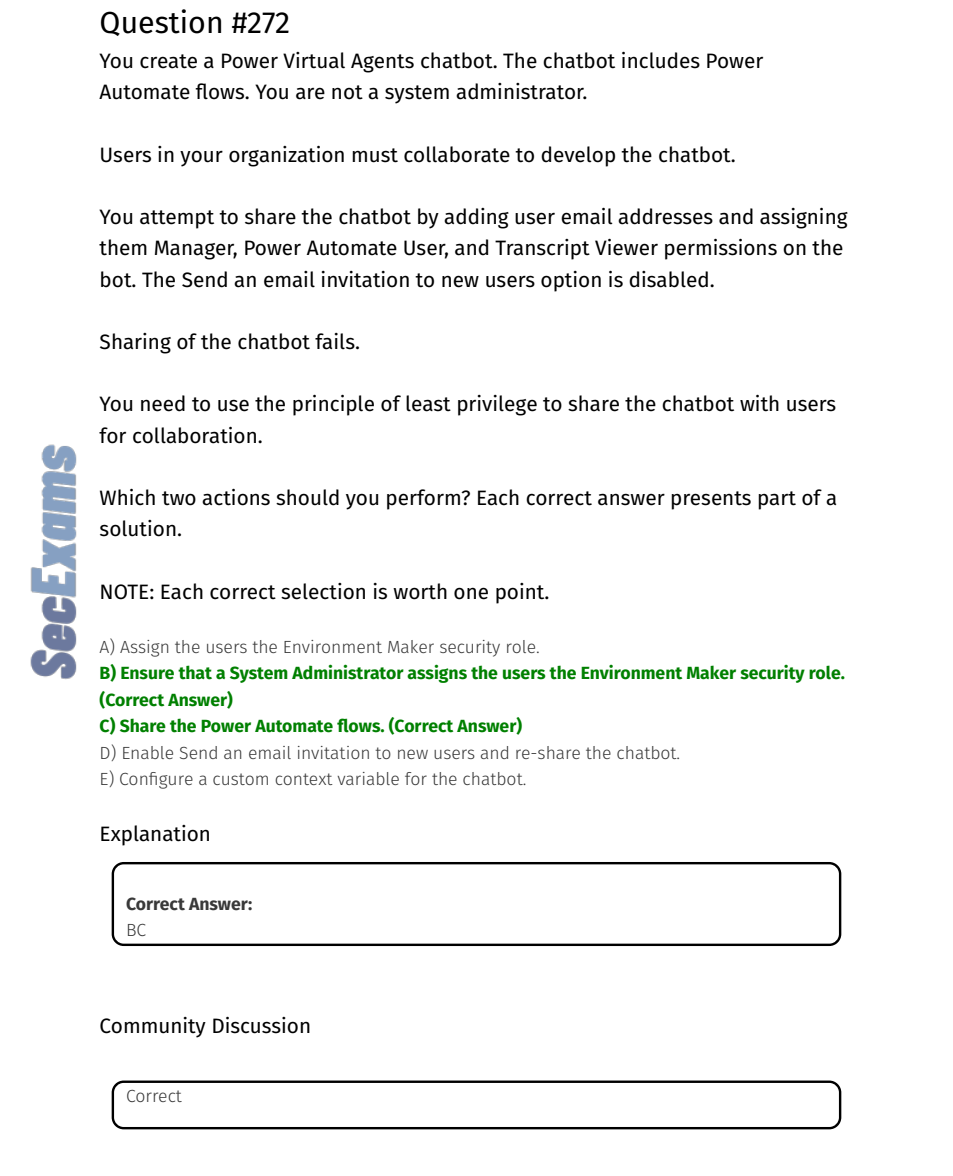 Question #272
You create a Power Virtual Agents chatbot. The chatbot includes Power
Automate flows. You are not a system administrator.
Users in your organization must collaborate to develop the chatbot.
You attempt to share the chatbot by adding user email addresses and assigning
them Manager, Power Automate User, and Transcript Viewer permissions on the
bot. The Send an email invitation to new users option is disabled.
Sharing of the chatbot fails.
You need to use the principle of least privilege to share the chatbot with users
for collaboration.
Which two actions should you perform? Each correct answer presents part of a
solution.
NOTE: Each correct selection is worth one point.
SecExams
A) Assign the users the Environment Maker security role.
B) Ensure that a System Administrator assigns the users the Environment Maker security role.
(Correct Answer)
C) Share the Power Automate flows. (Correct Answer)
D) Enable Send an email invitation to new users and re-share the chatbot.
E) Configure a custom context variable for the chatbot.
Explanation
Correct Answer:
BC
Community Discussion
Correct